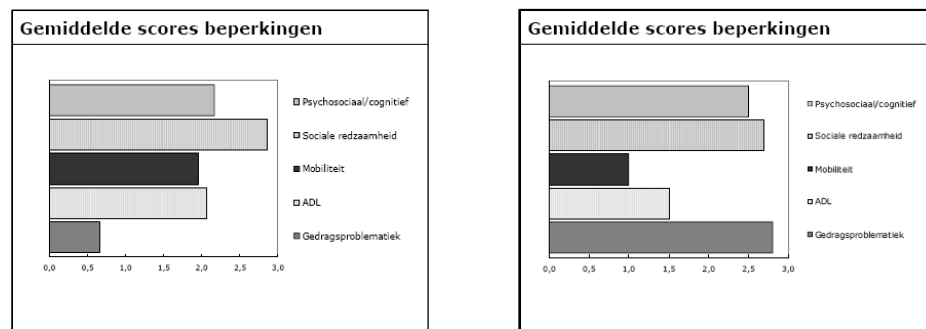 Gemiddelde scores beperkingen
Psychosociaal/cognitief
Sociale redzaamheid
Mobiliteit
ADL
Gedragsproblematiek
0,0 0,5 1,0 1,5 2,0 2,5 3,0
Gemiddelde scores beperkingen
Psychosociaal/cognitief
Sociale redzaamheid
Mobiliteit
ADL
Gedragsproblematiek
0,0 0,5 1,0 1,5 2,0 2,5 3,0